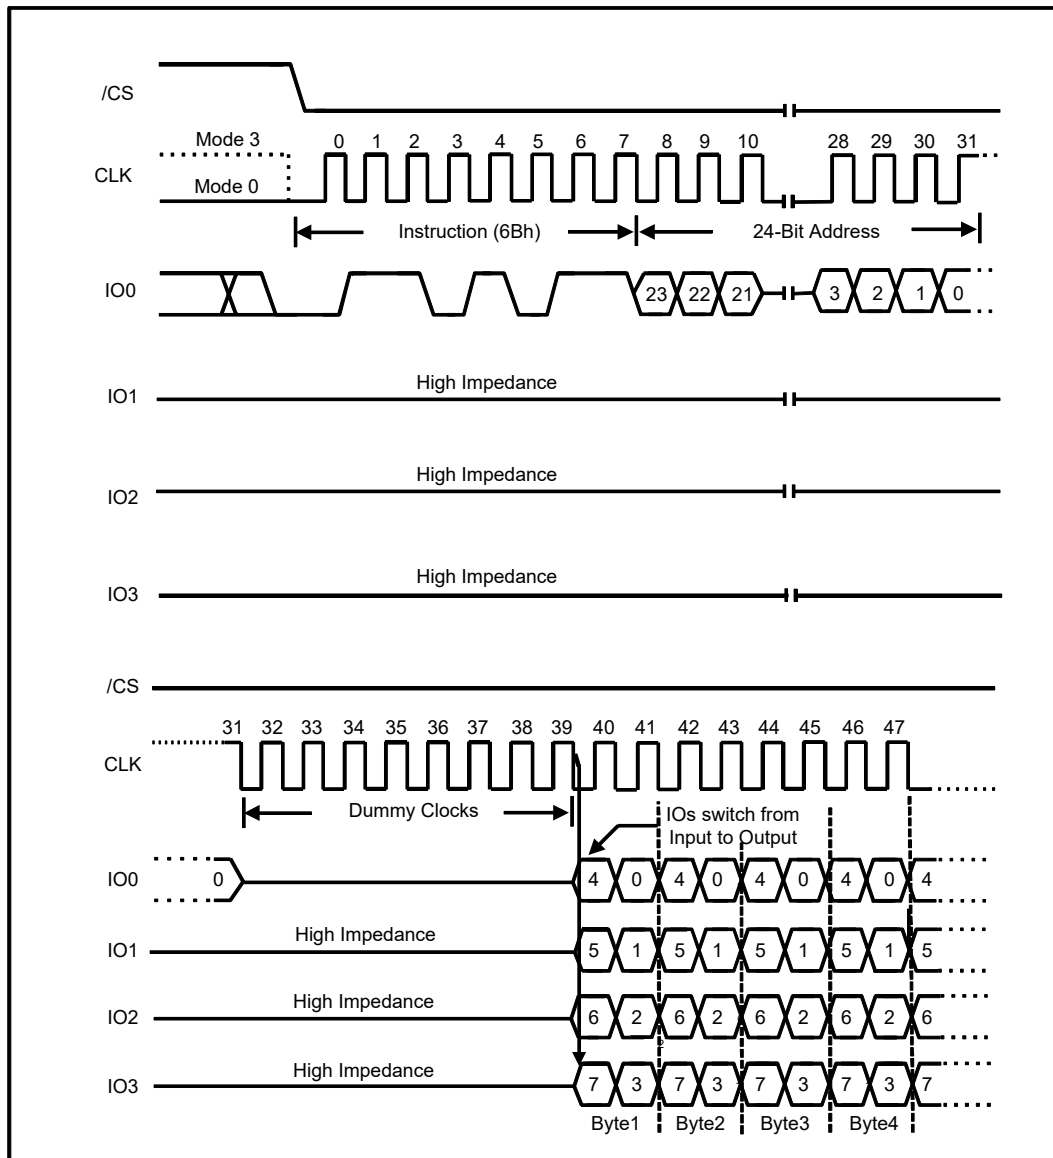 /CS
Mode 3 0 1 2 3 4 5 6 7 8 9 10 28 29 30 31
CLK
Mode 0
Instruction (6Bh) 24-Bit Address
IO0 23 22 21 3 2 1 0
High Impedance
IO1
High Impedance
IO2
High Impedance
IO3
/CS
31 32 33 34 35 36 37 38 39 40 41 42 43 44 45 46 47
CLK
Dummy Clocks IOs switch from
Input to Output
IO0 0 4 0 4 0 4 0 4 0 4
High Impedance
IO1 5 1 5 1 5 1 5 1 5
High Impedance
IO2 6 2 6 2 6 2 6 2 6
2
High Impedance
IO3 7 3 7 3 7 3 7 3 7
Byte1 Byte2 Byte3 Byte4